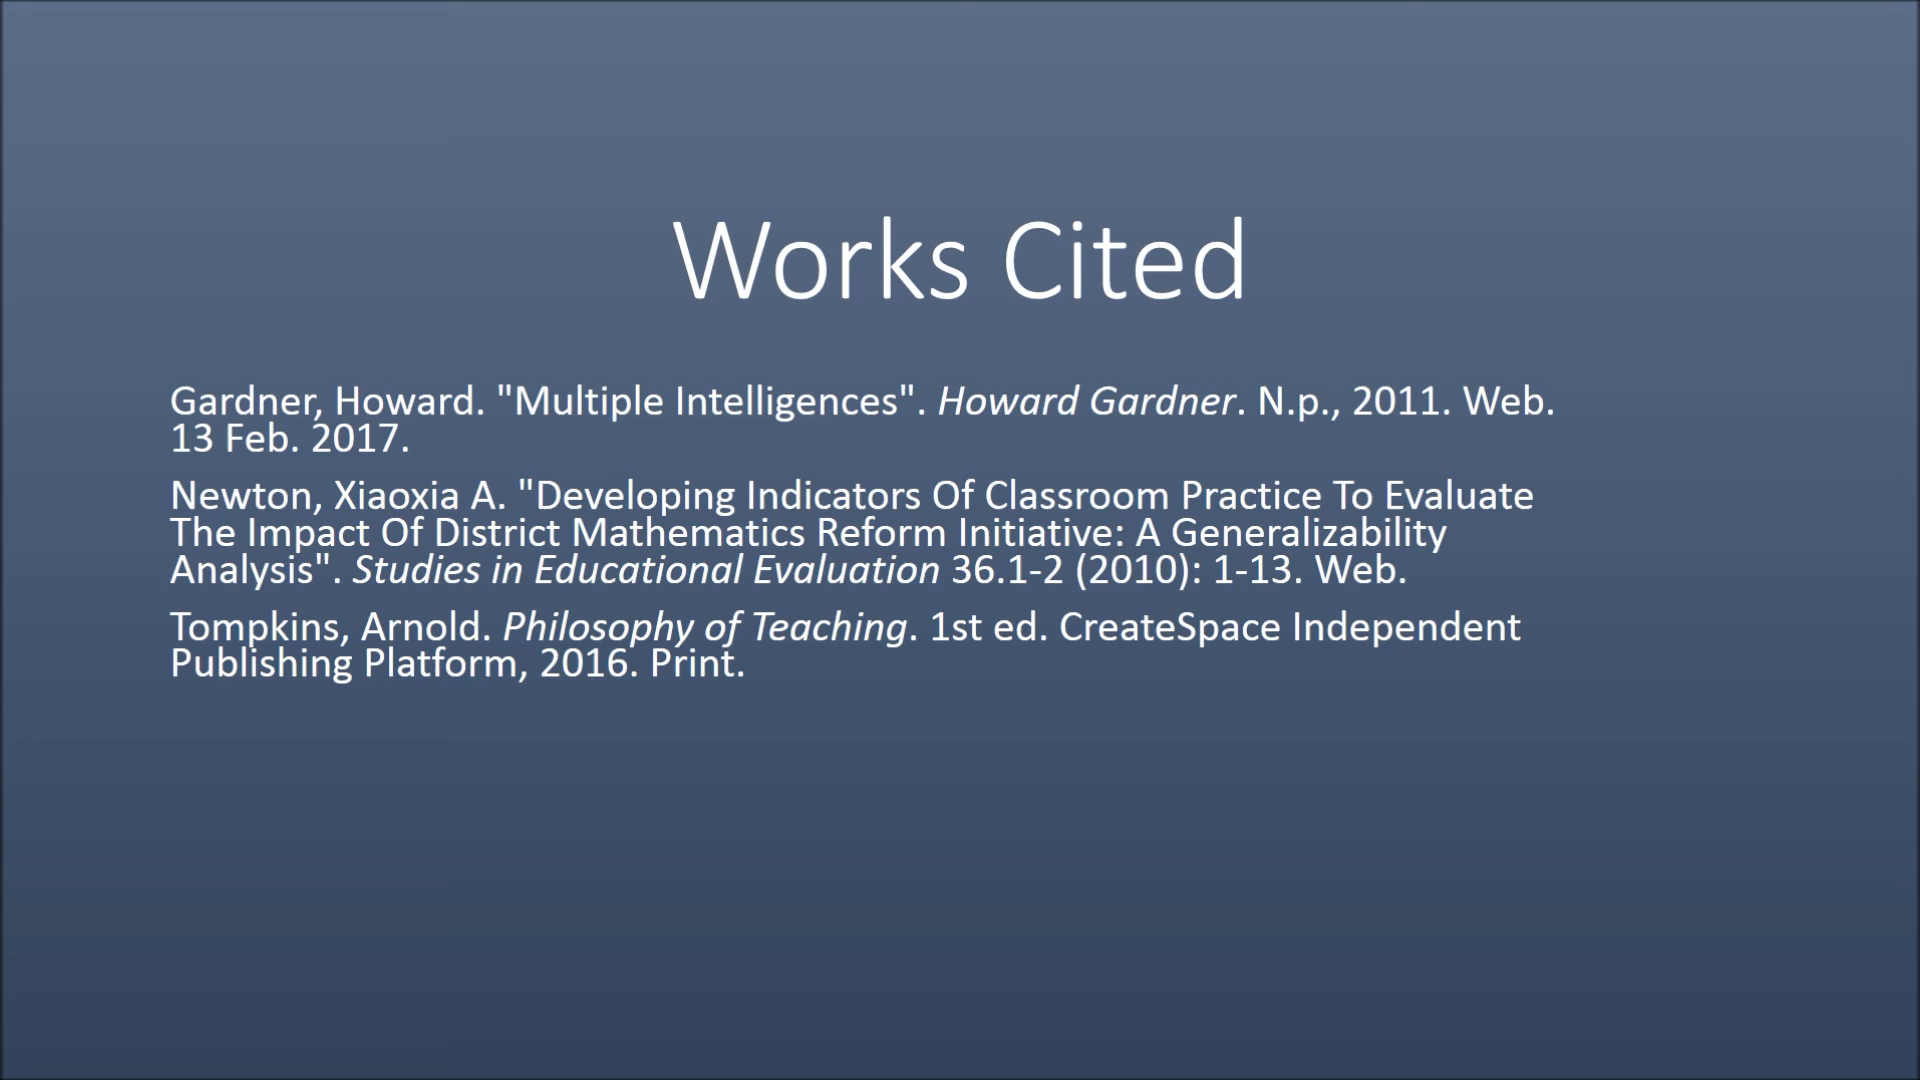 Works Cited
Gardner, Howard. "Multiple Intelligences". Howard Gardner. N.p., 2011. Web.
13 Feb. 2017.
Newton, Xiaoxia A. "Developing Indicators Of Classroom Practice To Evaluate
The Impact Of District Mathematics Reform Initiative: A Generalizability
Analysis". Studies in Educational Evaluation 36.1-2 (2010): 1-13. Web.
Tompkins, Arnold. Philosophy of Teaching. 1st ed. CreateSpace Independent
Publishing Platform, 2016. Print.